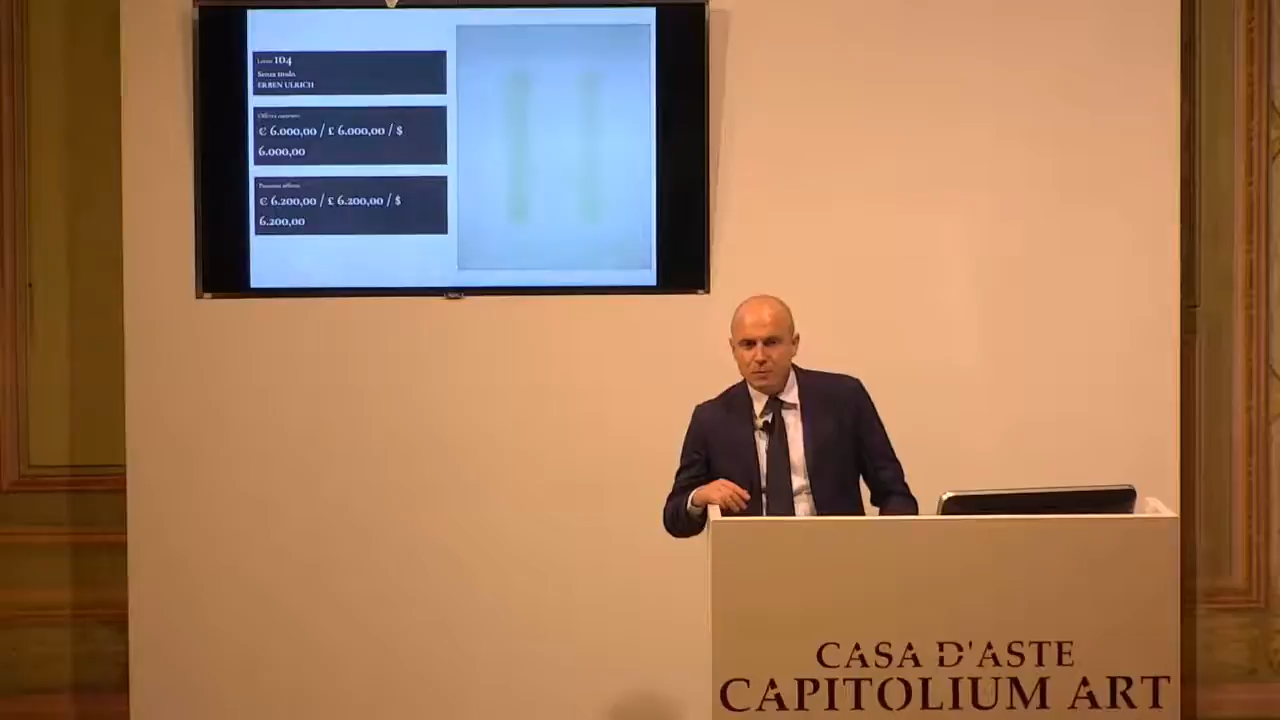 Lotto 104
Senza titolo,
ERBEN ULRICH
Offerta corrente:
€ 6.000,00 / £ 6.000,00 / $
6.000,00
Prossima offerta:
€ 6.200,00 / £ 6.200,00 / $
6.200,00
CASA D'ASTE
CAPITOLIUM ART